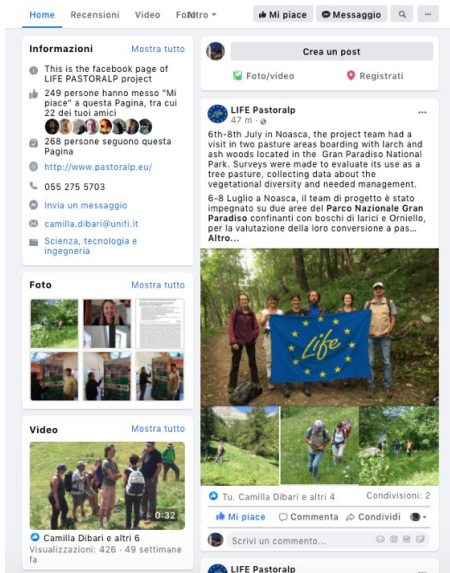 Home Recensioni Video Foto Altro
Mi piace Messaggio
Informazioni Mostra tutto
This is the facebook page of
LIFE PASTORALP project
249 persone hanno messo "Mi
piace" a questa Pagina, tra cui
22 dei tuoi amici
268 persone seguono questa
Pagina
http://www.pastoralp.eu/
055 275 5703
Invia un messaggio
camilla.dibari@unifi.it
Scienza, tecnologia e
ingegneria
Foto Mostra tutto
Video Mostra tutto
0:32
Camilla Dibari e altri 6
Visualizzazioni: 426 · 49 settimane
fa
Crea un post
Foto/video Registrati
LIFE Pastoralp
47 m ·
6th-8th July in Noasca, the project team had a
visit in two pasture areas boarding with larch and
ash woods located in the Gran Paradiso National
Park. Surveys were made to evaluate its use as a
tree pasture, collecting data about the
vegetational diversity and needed management.
6-8 Luglio a Noasca, il team di progetto è stato
impegnato su due aree del Parco Nazionale Gran
Paradiso confinanti con boschi di larici e Orniello,
per la valutazione della loro conversione a pas...
Altro...
Life
Tu, Camilla Dibari e altri 4 Condivisioni: 2
Mi piace Commenta Condividi
Scrivi un commento...
LIFE Pastoralp